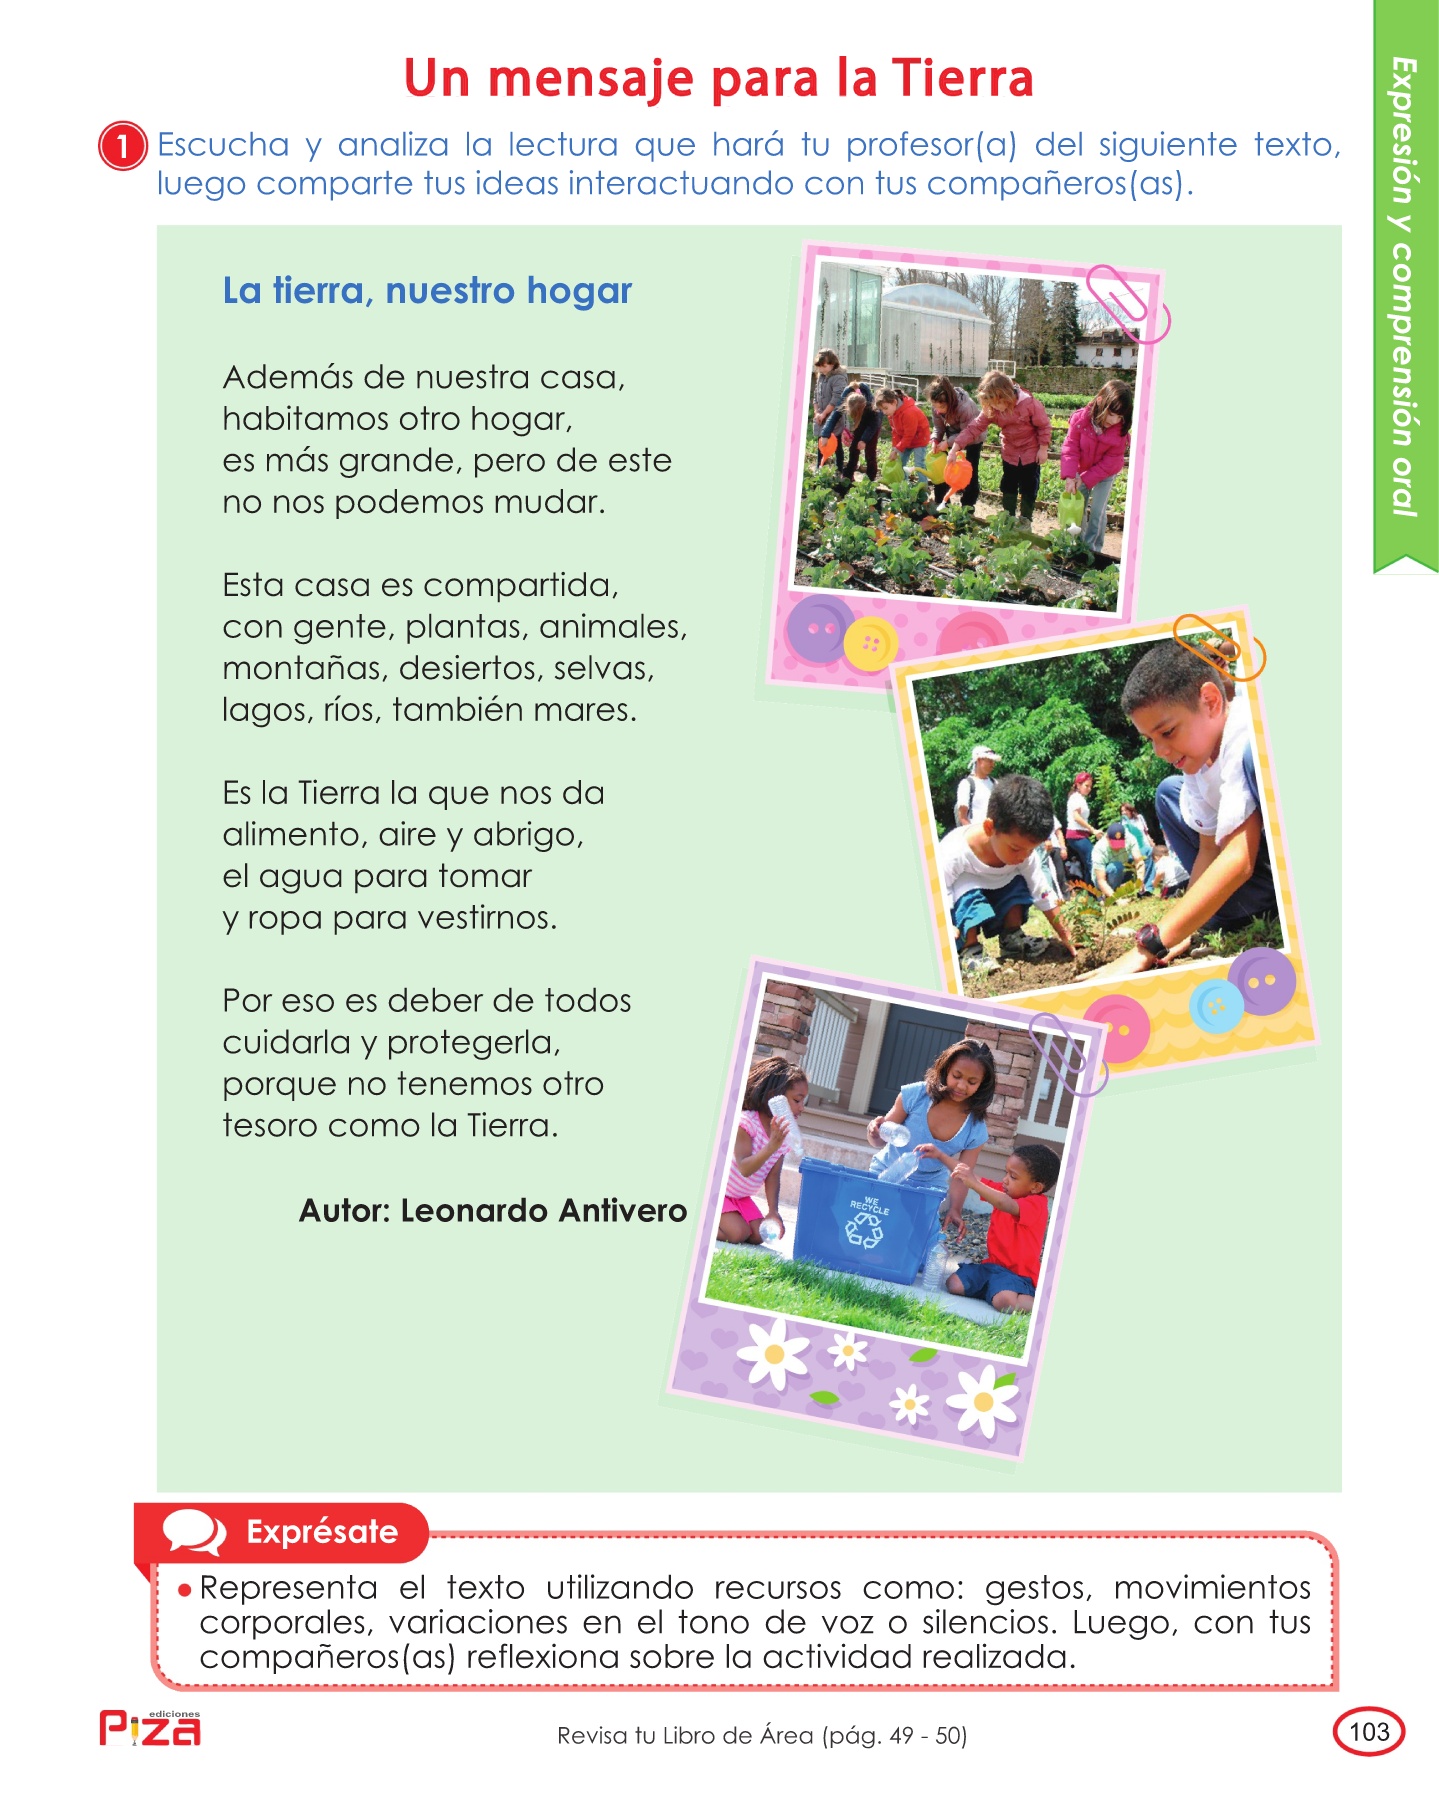 Un mensaje para la Tierra
1 Escucha y analiza la lectura que hará tu profesor(a) del siguiente texto,
luego comparte tus ideas interactuando con tus compañeros(as).
Expresión y comprensión oral
La tierra, nuestro hogar
Además de nuestra casa,
habitamos otro hogar,
es más grande, pero de este
no nos podemos mudar.
Esta casa es compartida,
con gente, plantas, animales,
montañas, desiertos, selvas,
lagos, ríos, también mares.
Es la Tierra la que nos da
alimento, aire y abrigo,
el agua para tomar
y ropa para vestirnos.
Por eso es deber de todos
cuidarla y protegerla,
porque no tenemos otro
tesoro como la Tierra.
Autor: Leonardo Antivero
WE
RECYCLE
Exprésate
• Representa el texto utilizando recursos como: gestos, movimientos
corporales, variaciones en el tono de voz o silencios. Luego, con tus
compañeros(as) reflexiona sobre la actividad realizada.
ediciones
Piza
Revisa tu Libro de Área (pág. 49 - 50)
103